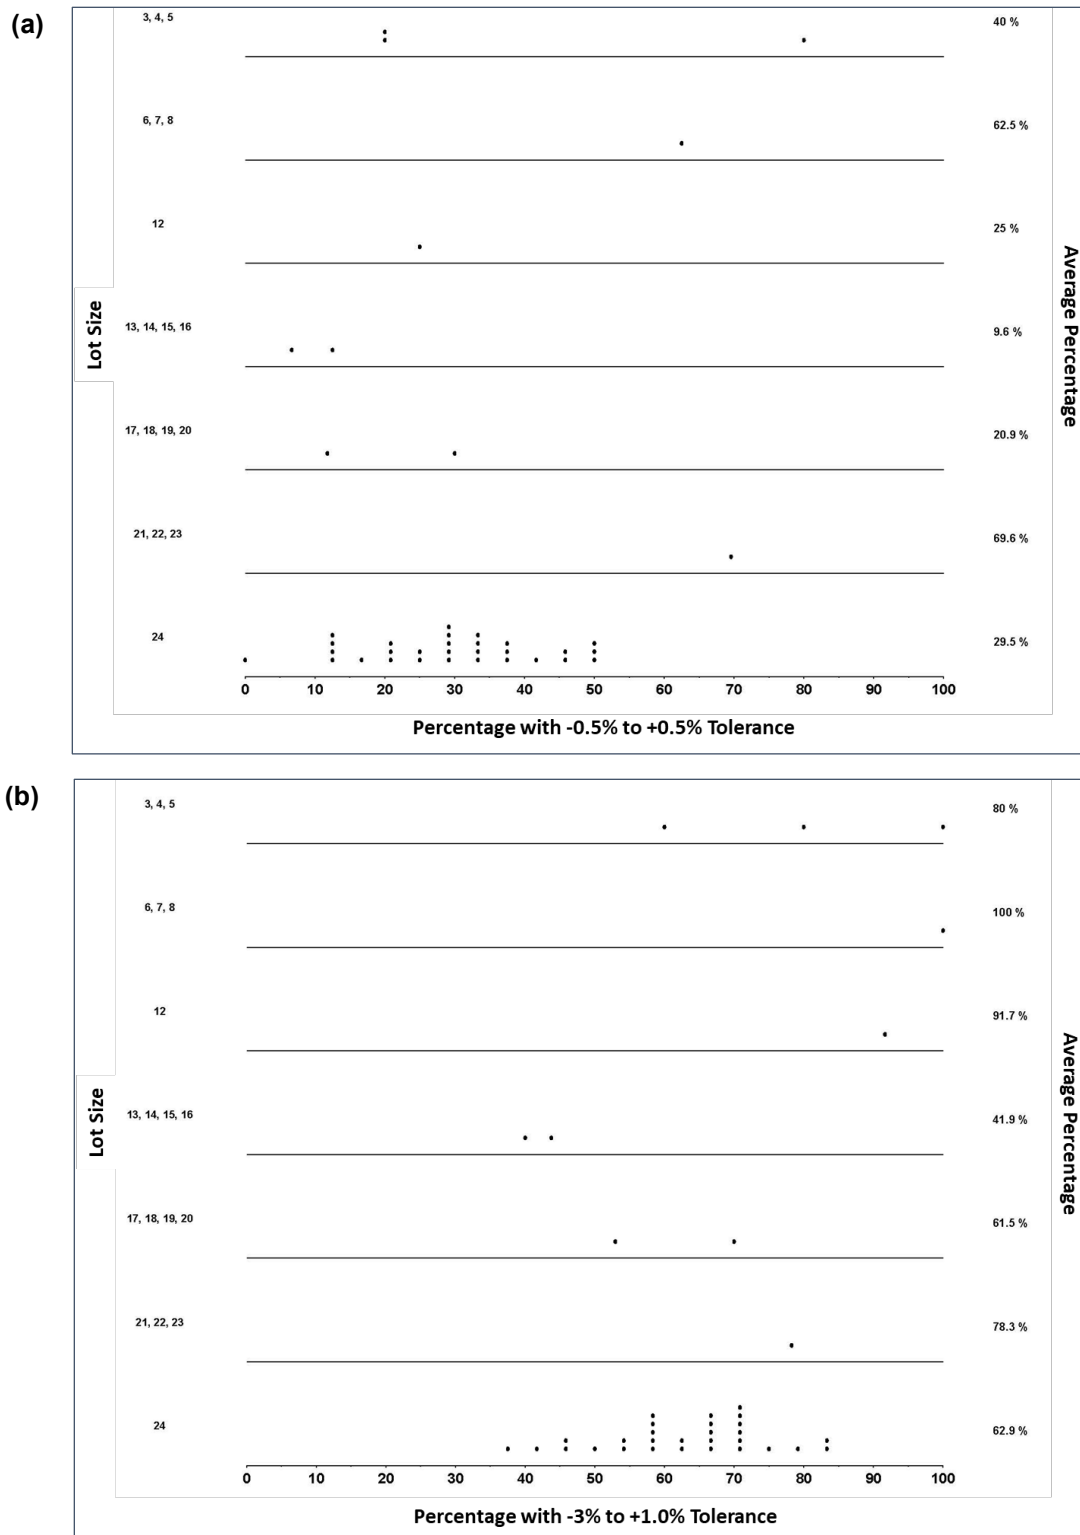 (a)
3, 4, 5
40 %
6, 7, 8
62.5 %
12
25 %
13, 14, 15, 16
9.6 %
17, 18, 19, 20
20.9 %
21, 22, 23
69.6 %
24
29.5 %
Lot Size
Average Percentage
0 10 20 30 40 50 60 70 80 90 100
Percentage with -0.5% to +0.5% Tolerance
(b)
3, 4, 5
80 %
6, 7, 8
100 %
12
91.7 %
13, 14, 15, 16
41.9 %
17, 18, 19, 20
61.5 %
21, 22, 23
78.3 %
24
62.9 %
Lot Size
Average Percentage
0 10 20 30 40 50 60 70 80 90 100
Percentage with -3% to +1.0% Tolerance